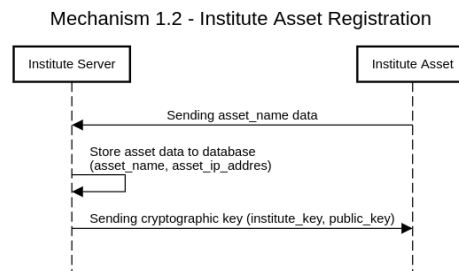 Mechanism 1.2 - Institute Asset Registration
Institute Server
Institute Asset
Sending asset_name data
Store asset data to database
(asset_name, asset_ip_addres)
Sending cryptographic key (institute_key, public_key)